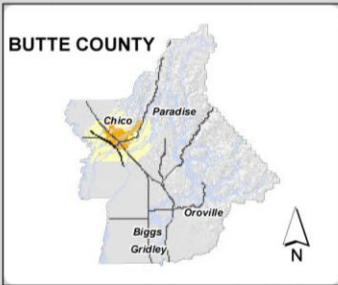 BUTTE COUNTY
Chico
Paradise
Oroville
Biggs
Gridley
N